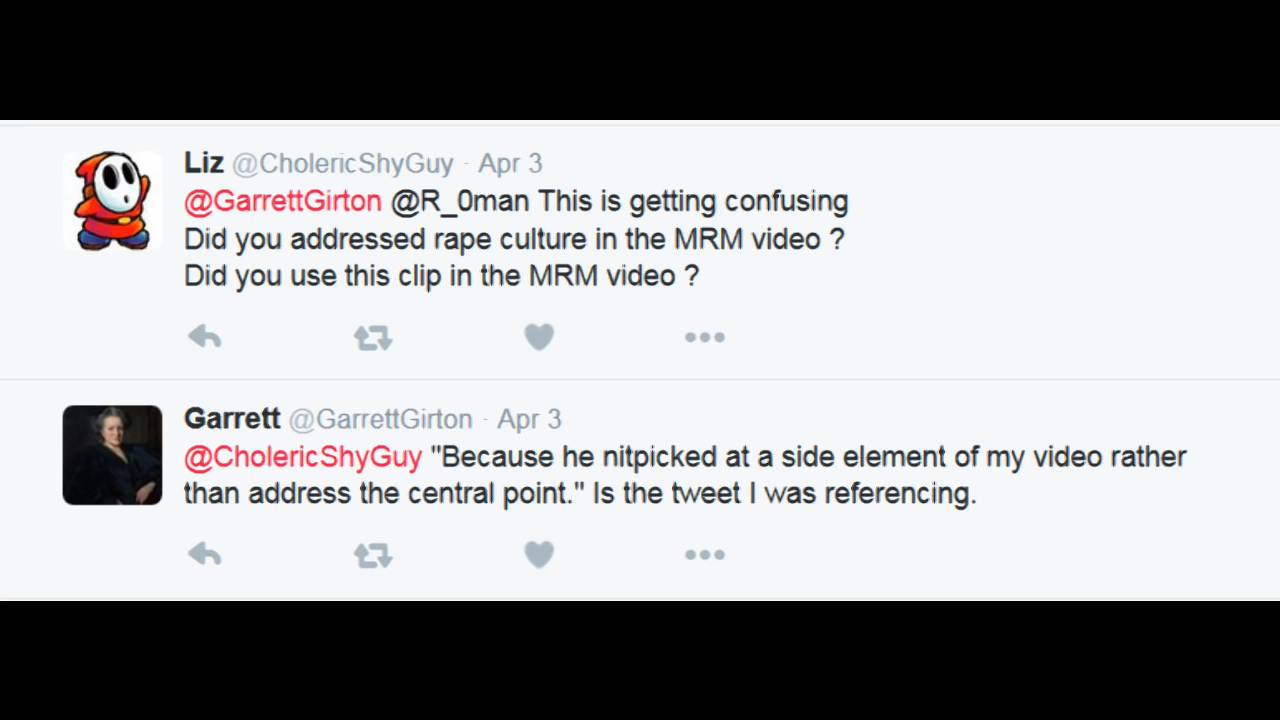 Liz @CholericShyGuy · Apr 3
@GarrettGirton @R_0man This is getting confusing
Did you addressed rape culture in the MRM video ?
Did you use this clip in the MRM video ?
Garrett @GarrettGirton · Apr 3
@CholericShyGuy "Because he nitpicked at a side element of my video rather
than address the central point." Is the tweet I was referencing.